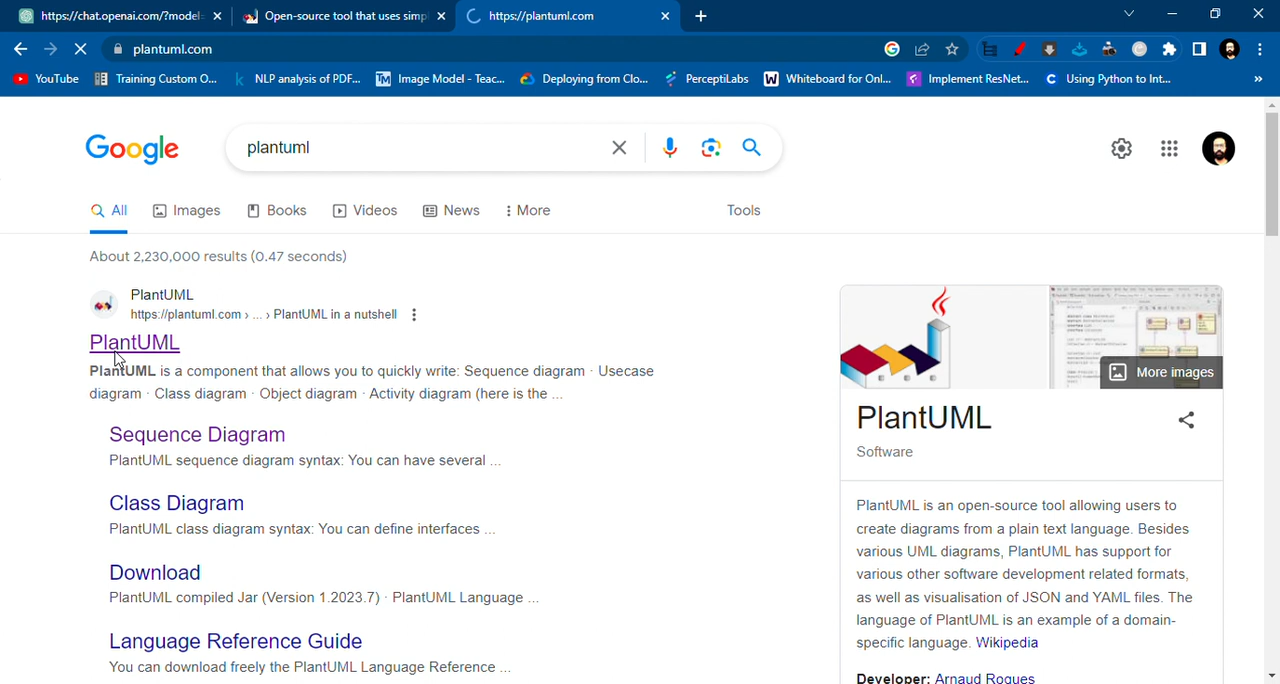 https://chat.openai.com/?model=
Open-source tool that uses simpl
https://plantuml.com
plantuml.com
YouTube
Training Custom O...
NLP analysis of PDF...
Image Model - Teac...
Deploying from Clo...
PerceptiLabs
Whiteboard for Onl...
Implement ResNet...
Using Python to Int...
»
Google
plantuml
All
Images
Books
Videos
News
More
Tools
About 2,230,000 results (0.47 seconds)
PlantUML
https://plantuml.com › ... › PlantUML in a nutshell
PlantUML
PlantUML is a component that allows you to quickly write: Sequence diagram · Usecase
diagram · Class diagram · Object diagram · Activity diagram (here is the ...
Sequence Diagram
PlantUML sequence diagram syntax: You can have several ...
Class Diagram
PlantUML class diagram syntax: You can define interfaces ...
Download
PlantUML compiled Jar (Version 1.2023.7) · PlantUML Language ...
Language Reference Guide
You can download freely the PlantUML Language Reference ...
More images
PlantUML
Software
PlantUML is an open-source tool allowing users to
create diagrams from a plain text language. Besides
various UML diagrams, PlantUML has support for
various other software development related formats,
as well as visualisation of JSON and YAML files. The
language of PlantUML is an example of a domain-
specific language. Wikipedia
Developer: Arnaud Roques